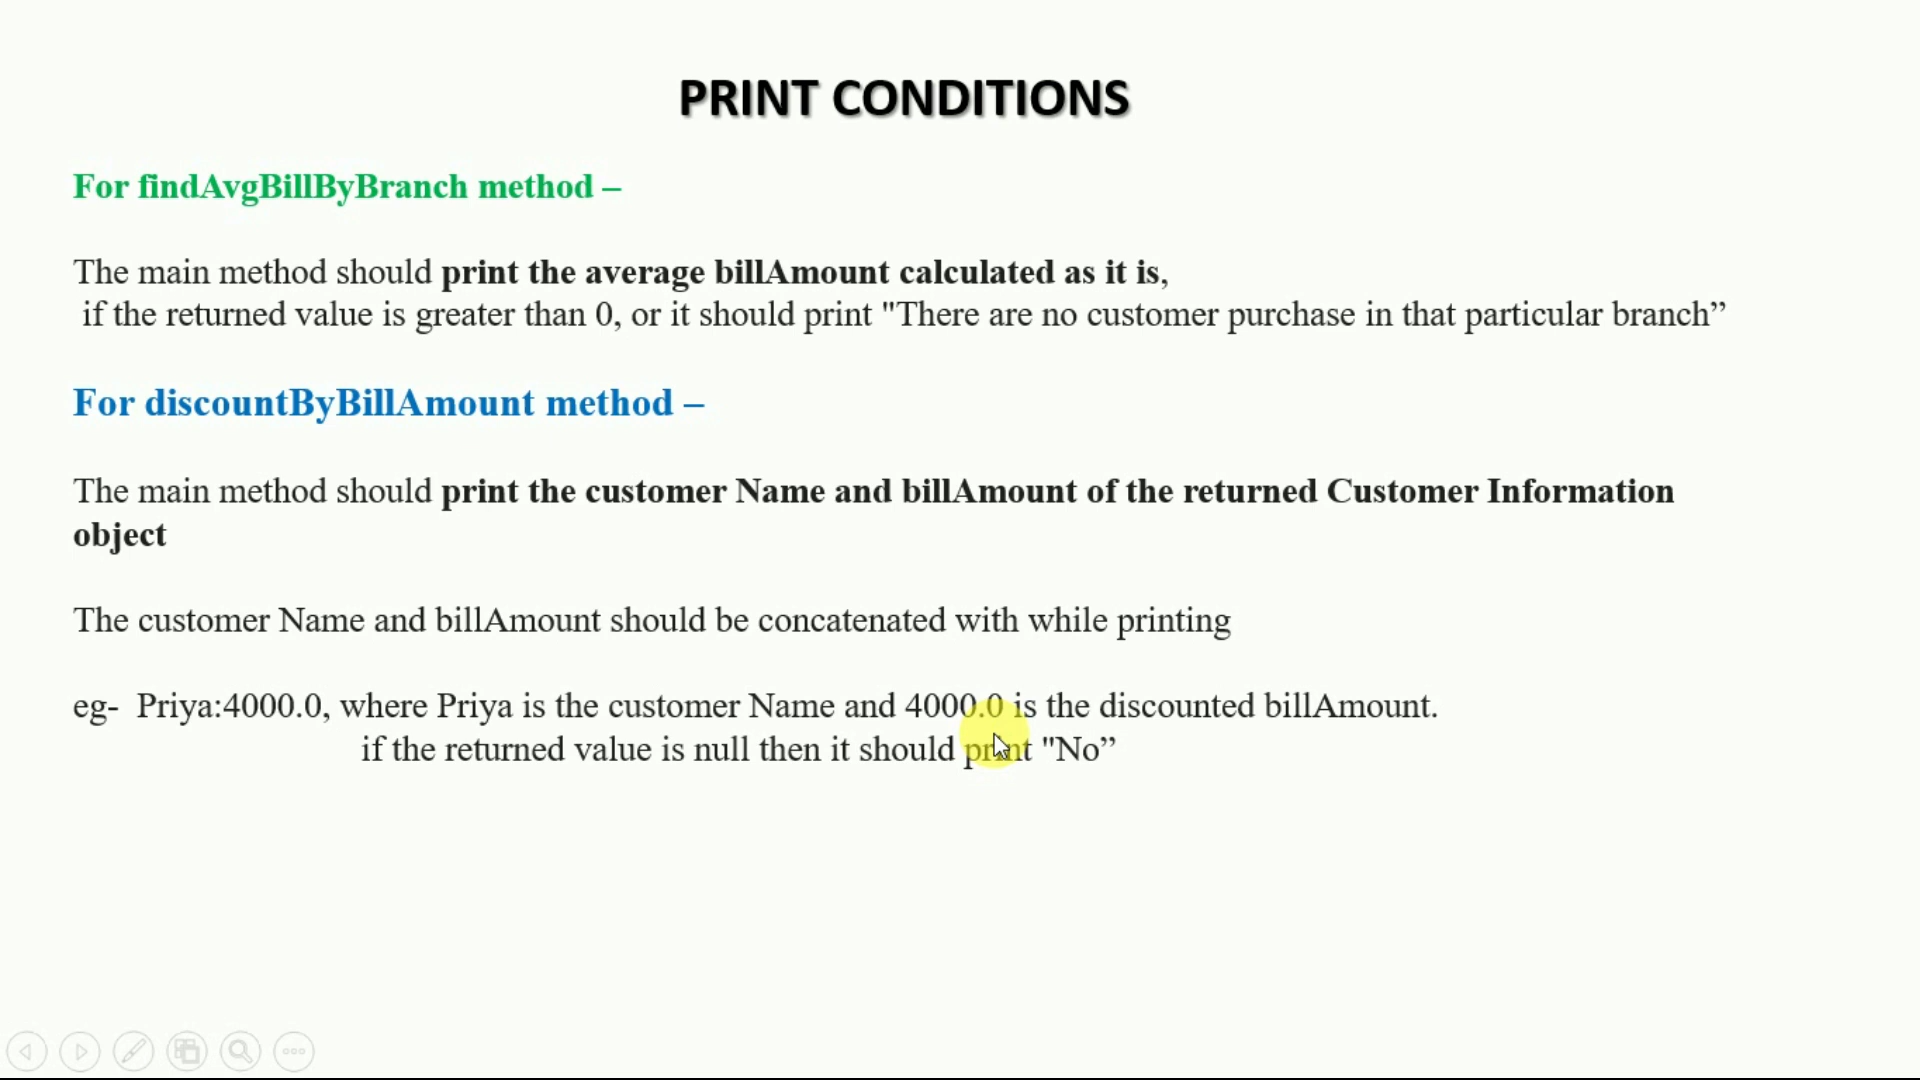 PRINT CONDITIONS
For findAvgBillByBranch method –
The main method should print the average billAmount calculated as it is,
if the returned value is greater than 0, or it should print "There are no customer purchase in that particular branch”
For discountByBillAmount method –
The main method should print the customer Name and billAmount of the returned Customer Information
object
The customer Name and billAmount should be concatenated with while printing
eg- Priya:4000.0, where Priya is the customer Name and 4000.0 is the discounted billAmount.
if the returned value is null then it should print "No”